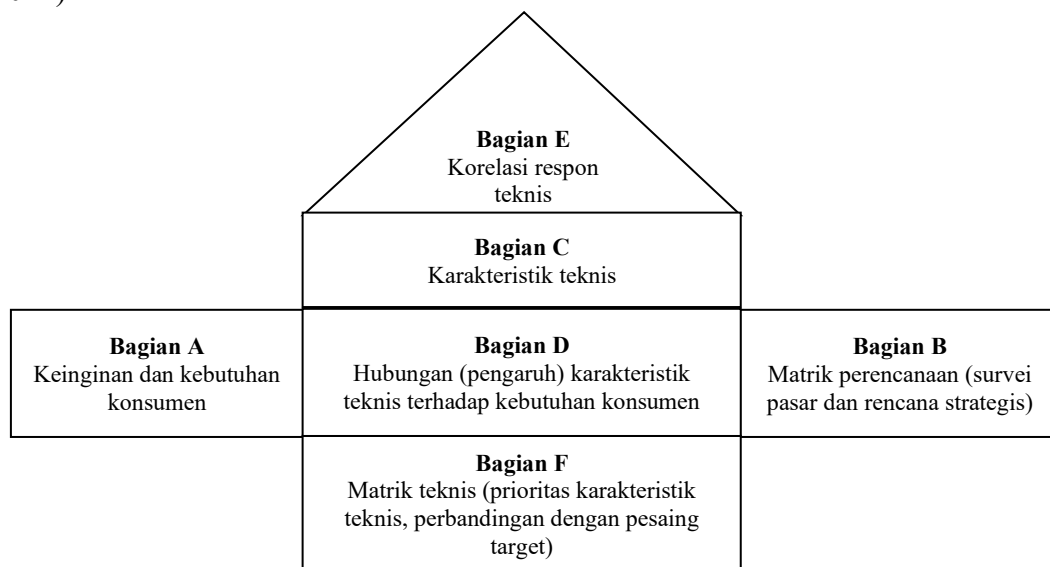 Bagian E
Korelasi respon
teknis
Bagian C
Karakteristik teknis
Bagian A
Keinginan dan kebutuhan
konsumen
Bagian D
Hubungan (pengaruh) karakteristik
teknis terhadap kebutuhan konsumen
Bagian B
Matrik perencanaan (survei
pasar dan rencana strategis)
Bagian F
Matrik teknis (prioritas karakteristik
teknis, perbandingan dengan pesaing
target)